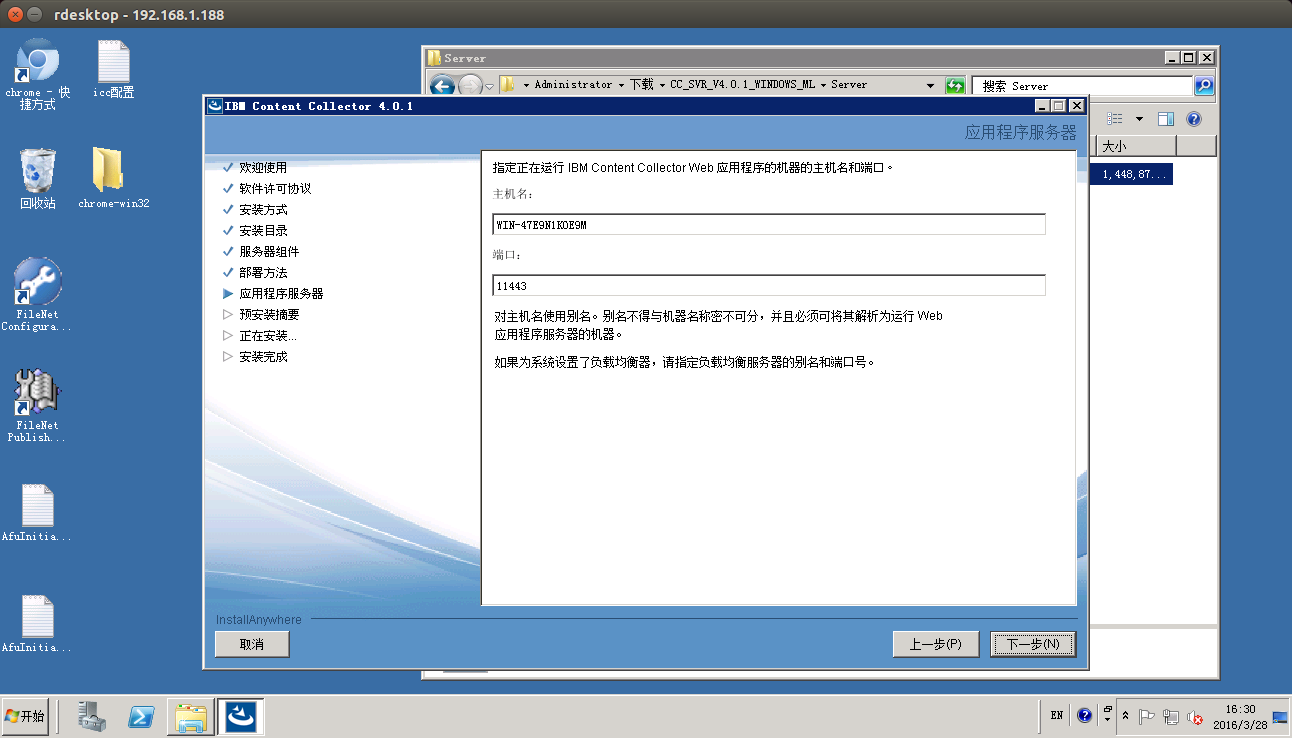 rdesktop - 192.168.1.188
chrome - 快
捷方式
icc配置
回收站
chrome-win32
FileNet
Configura...
FileNet
Publish...
AfuInitia...
AfuInitia...
Server
Administrator
下载
CC_SVR_V4.0.1_WINDOWS_ML
Server
搜索 Server
大小
1,448,87...
IBM Content Collector 4.0.1
应用程序服务器
欢迎使用
软件许可协议
安装方式
安装目录
服务器组件
部署方法
应用程序服务器
预安装摘要
正在安装...
安装完成
指定正在运行 IBM Content Collector Web 应用程序的机器的主机名和端口。
主机名：
WIN-47E9N1KOE9M
端口：
11443
对主机名使用别名。别名不得与机器名称密不可分，并且必须可将其解析为运行 Web
应用程序服务器的机器。
如果为系统设置了负载均衡器，请指定负载均衡服务器的别名和端口号。
InstallAnywhere
取消
上一步(P)
下一步(N)
开始
EN
16:30
2016/3/28